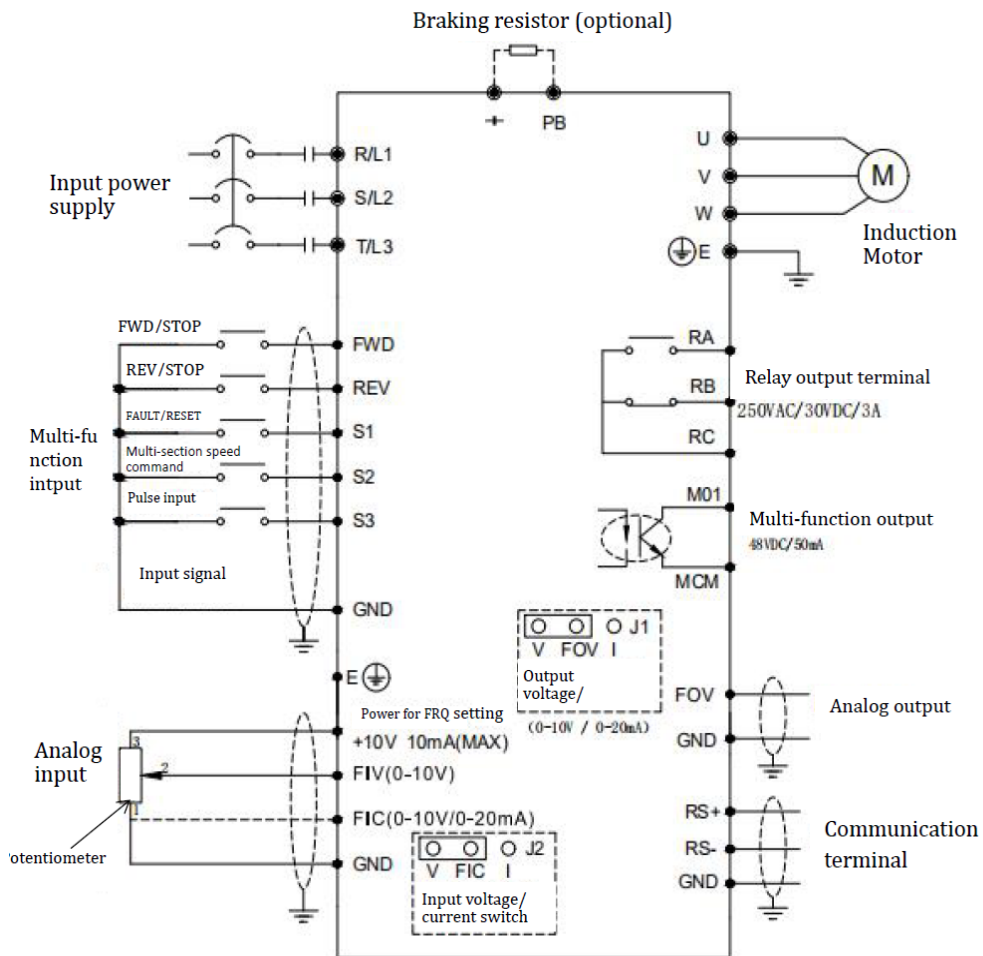 Braking resistor (optional)
+
PB
Input power
supply
R/L1
S/L2
T/L3
U
V
W
M
E
Induction
Motor
FWD/STOP
FWD
REV/STOP
REV
FAULT/RESET
S1
Multi-fu
nction
intput
Multi-section speed
command
S2
Pulse input
S3
Input signal
GND
RA
RB
RC
Relay output terminal
250VAC/30VDC/3A
M01
MCM
Multi-function output
48VDC/50mA
J1
V FOV I
Output
voltage/
(0-10V / 0-20mA)
E
FOV
GND
Analog output
Power for FRQ setting
+10V 10mA(MAX)
Analog
input
3
2
1
FIV(0-10V)
FIC(0-10V/0-20mA)
otentiometer
GND
J2
V FIC I
Input voltage/
current switch
RS+
RS-
GND
Communication
terminal